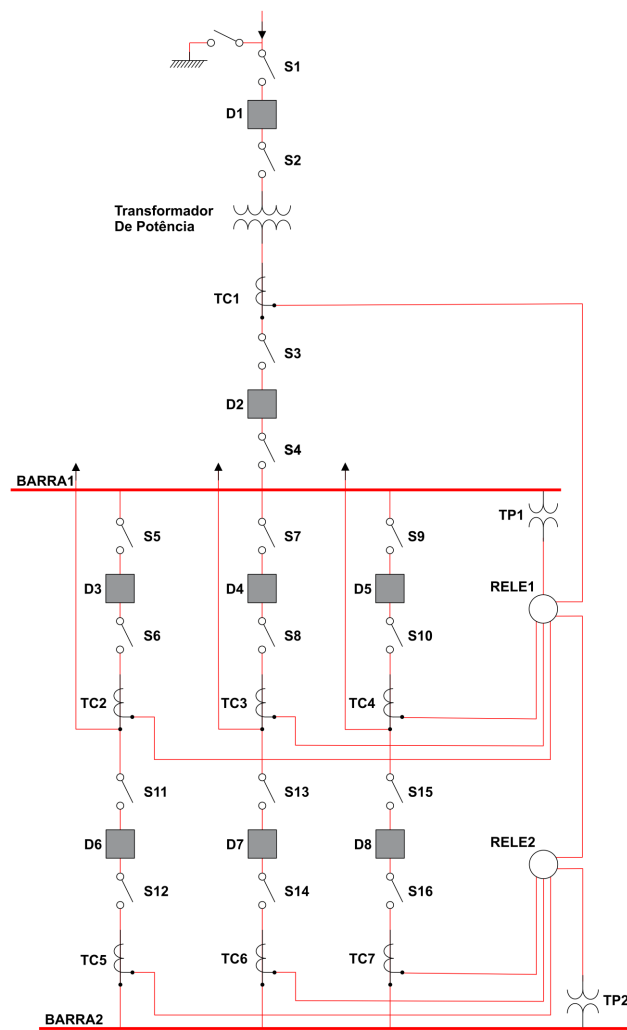 S1
D1
S2
Transformador
De Potência
TC1
S3
D2
S4
BARRA1
TP1
S5
S7
S9
D3
D4
D5
RELE1
S6
S8
S10
TC2
TC3
TC4
S11
S13
S15
D6
D7
D8
RELE2
S12
S14
S16
TC5
TC6
TC7
TP2
BARRA2